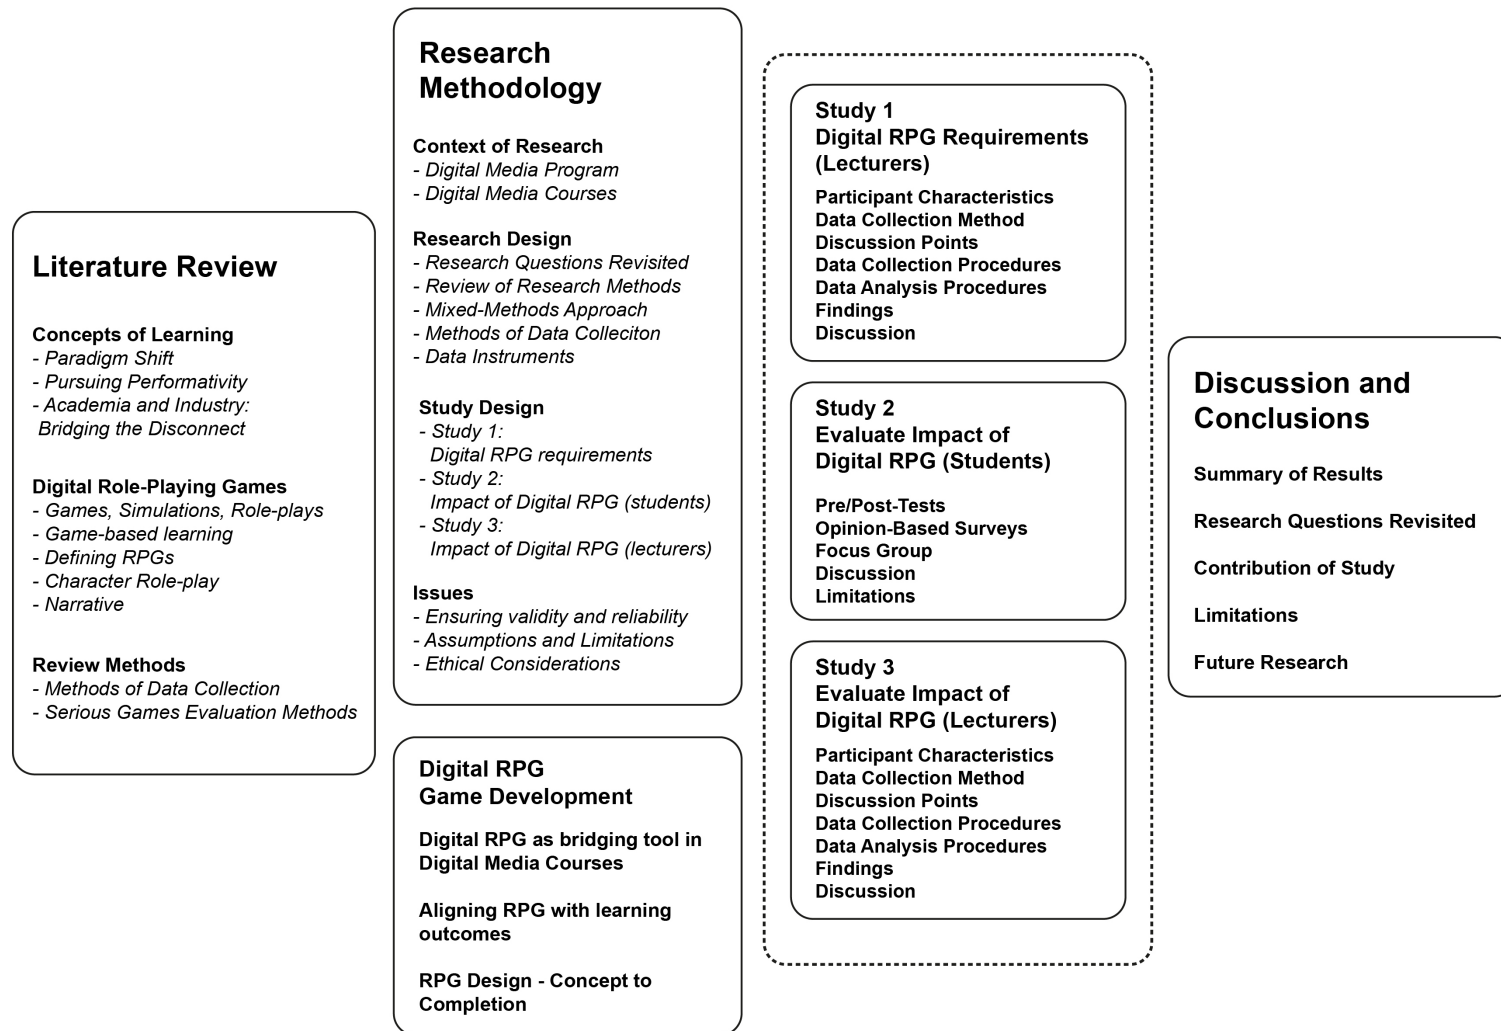 Literature Review
Concepts of Learning
- Paradigm Shift
- Pursuing Performativity
- Academia and Industry:
Bridging the Disconnect
Digital Role-Playing Games
- Games, Simulations, Role-plays
- Game-based learning
- Defining RPGs
- Character Role-play
- Narrative
Review Methods
- Methods of Data Collection
- Serious Games Evaluation Methods
Research
Methodology
Context of Research
- Digital Media Program
- Digital Media Courses
Research Design
- Research Questions Revisited
- Review of Research Methods
- Mixed-Methods Approach
- Methods of Data Colleciton
- Data Instruments
Study Design
- Study 1:
Digital RPG requirements
- Study 2:
Impact of Digital RPG (students)
- Study 3:
Impact of Digital RPG (lecturers)
Issues
- Ensuring validity and reliability
- Assumptions and Limitations
- Ethical Considerations
Digital RPG
Game Development
Digital RPG as bridging tool in
Digital Media Courses
Aligning RPG with learning
outcomes
RPG Design - Concept to
Completion
Study 1
Digital RPG Requirements
(Lecturers)
Participant Characteristics
Data Collection Method
Discussion Points
Data Collection Procedures
Data Analysis Procedures
Findings
Discussion
Study 2
Evaluate Impact of
Digital RPG (Students)
Pre/Post-Tests
Opinion-Based Surveys
Focus Group
Discussion
Limitations
Study 3
Evaluate Impact of
Digital RPG (Lecturers)
Participant Characteristics
Data Collection Method
Discussion Points
Data Collection Procedures
Data Analysis Procedures
Findings
Discussion
Discussion and
Conclusions
Summary of Results
Research Questions Revisited
Contribution of Study
Limitations
Future Research